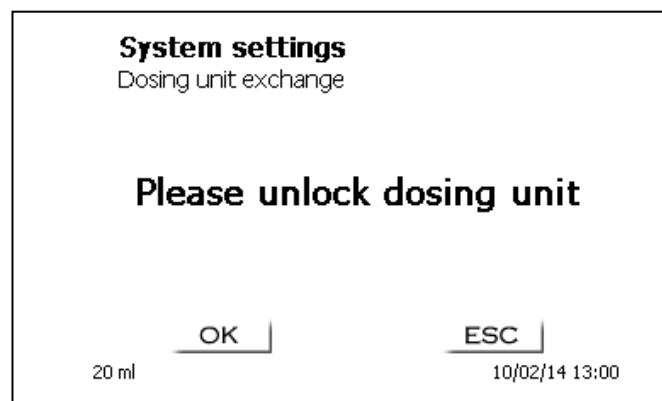 System settings
Dosing unit exchange
Please unlock dosing unit
OK ESC
20 ml 10/02/14 13:00